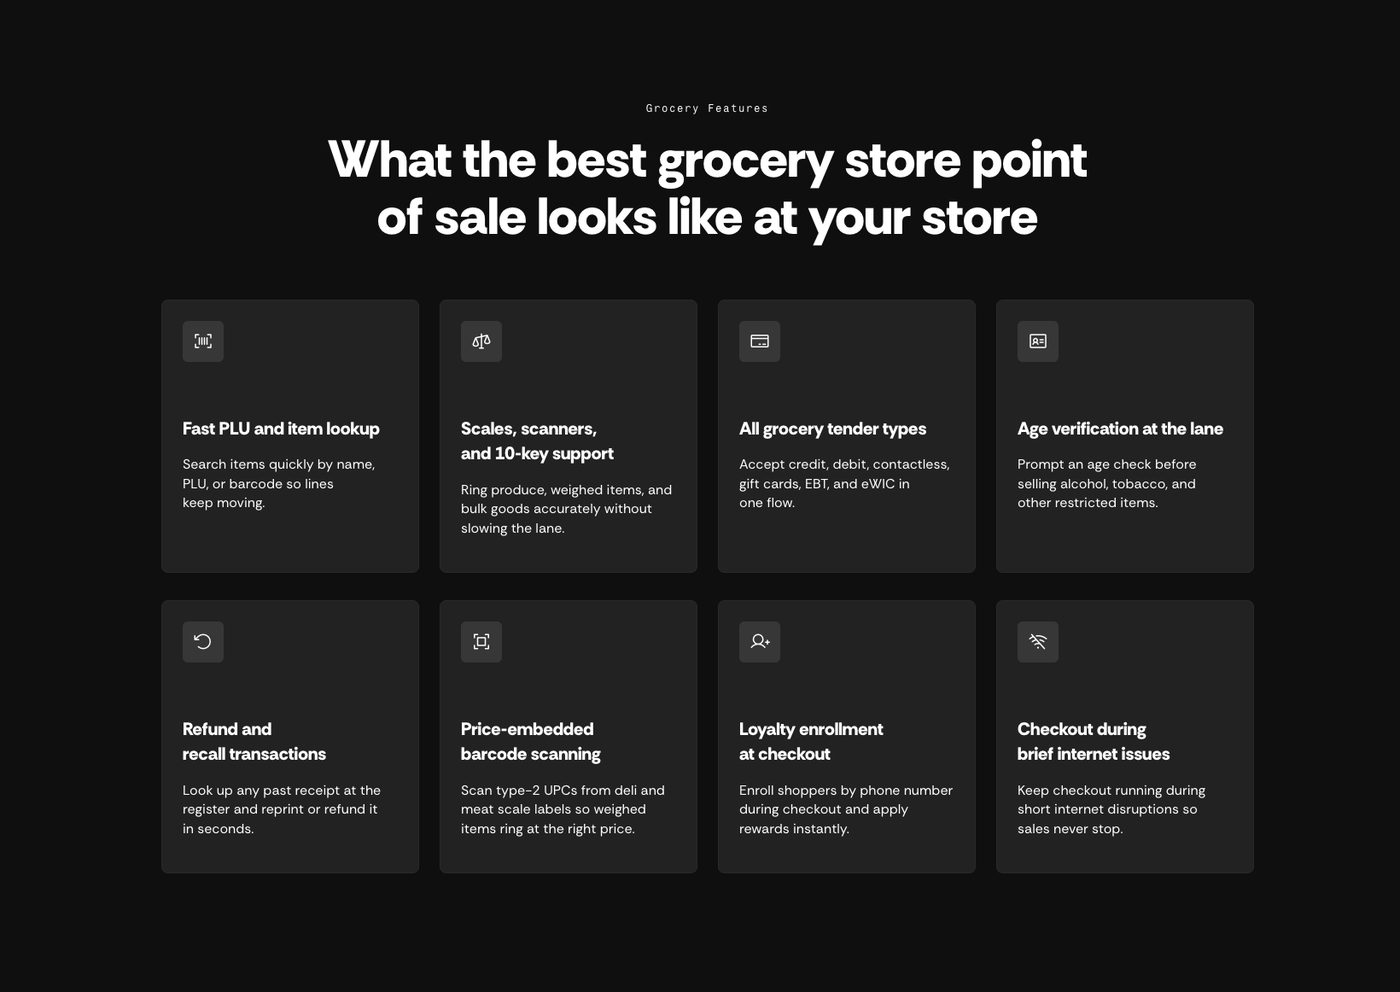 Grocery Features
What the best grocery store point
of sale looks like at your store
Fast PLU and item lookup
Search items quickly by name,
PLU, or barcode so lines
keep moving.
Scales, scanners,
and 10-key support
Ring produce, weighed items, and
bulk goods accurately without
slowing the lane.
All grocery tender types
Accept credit, debit, contactless,
gift cards, EBT, and eWIC in
one flow.
Age verification at the lane
Prompt an age check before
selling alcohol, tobacco, and
other restricted items.
Refund and
recall transactions
Look up any past receipt at the
register and reprint or refund it
in seconds.
Price-embedded
barcode scanning
Scan type-2 UPCs from deli and
meat scale labels so weighed
items ring at the right price.
Loyalty enrollment
at checkout
Enroll shoppers by phone number
during checkout and apply
rewards instantly.
Checkout during
brief internet issues
Keep checkout running during
short internet disruptions so
sales never stop.